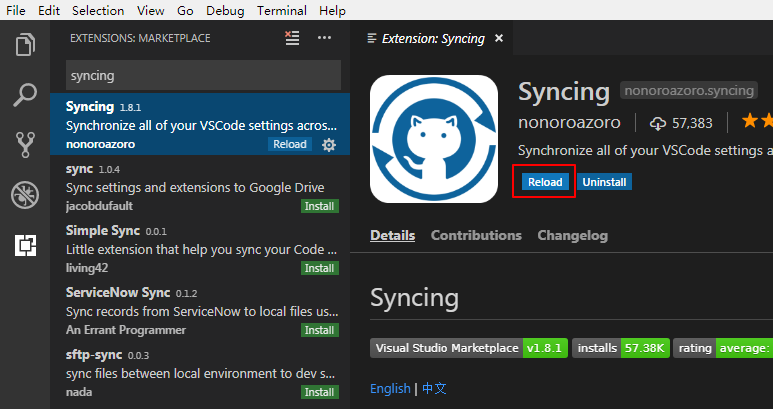 File Edit Selection View Go Debug Terminal Help
EXTENSIONS: MARKETPLACE
syncing
Syncing 1.8.1
Synchronize all of your VSCode settings acros...
nonoroazoro Reload
sync 1.0.4
Sync settings and extensions to Google Drive
jacobdufault Install
Simple Sync 0.0.1
Little extension that help you sync your Code ...
living42 Install
ServiceNow Sync 0.1.2
Sync records from ServiceNow to local files us...
An Errant Programmer Install
sftp-sync 0.0.3
sync files between local environment to dev s...
nada Install
Extension: Syncing
Syncing nonoroazoro.syncing
nonoroazoro 57,383
Synchronize all of your VSCode settings a
Reload Uninstall
Details Contributions Changelog
Syncing
Visual Studio Marketplace v1.8.1 installs 57.38K rating average:
English | 中文